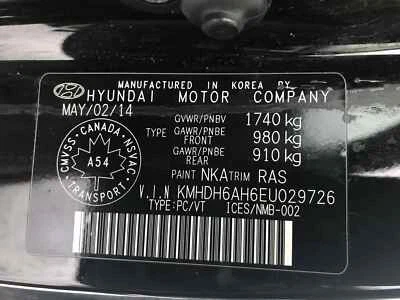 MANUFACTURED IN KOREA BY
HYUNDAI MOTOR COMPANY
MAY/02/14
GVWR/PNBV 1740 kg
TYPE GAWR/PNBE FRONT 980 kg
GAWR/PNBE REAR 910 kg
PAINT NKA TRIM RAS
V.I.N KMHDH6AH6EU029726
TYPE:PC/VT ICES/NMB-002
CMVSS · CANADA · NSVAC
A54
TRANSPORT